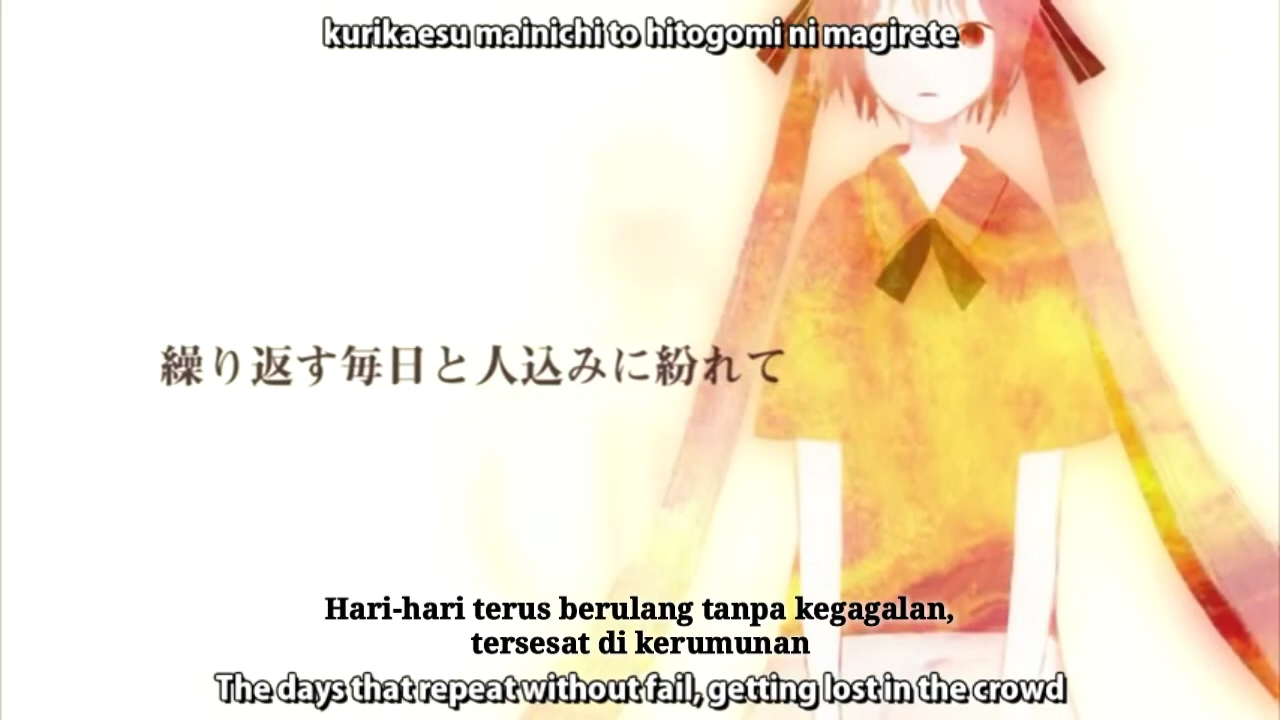 kurikaesu mainichi to hitogomi ni magirete
繰り返す毎日と人込みに紛れて
Hari-hari terus berulang tanpa kegagalan,
tersesat di kerumunan
The days that repeat without fail, getting lost in the crowd